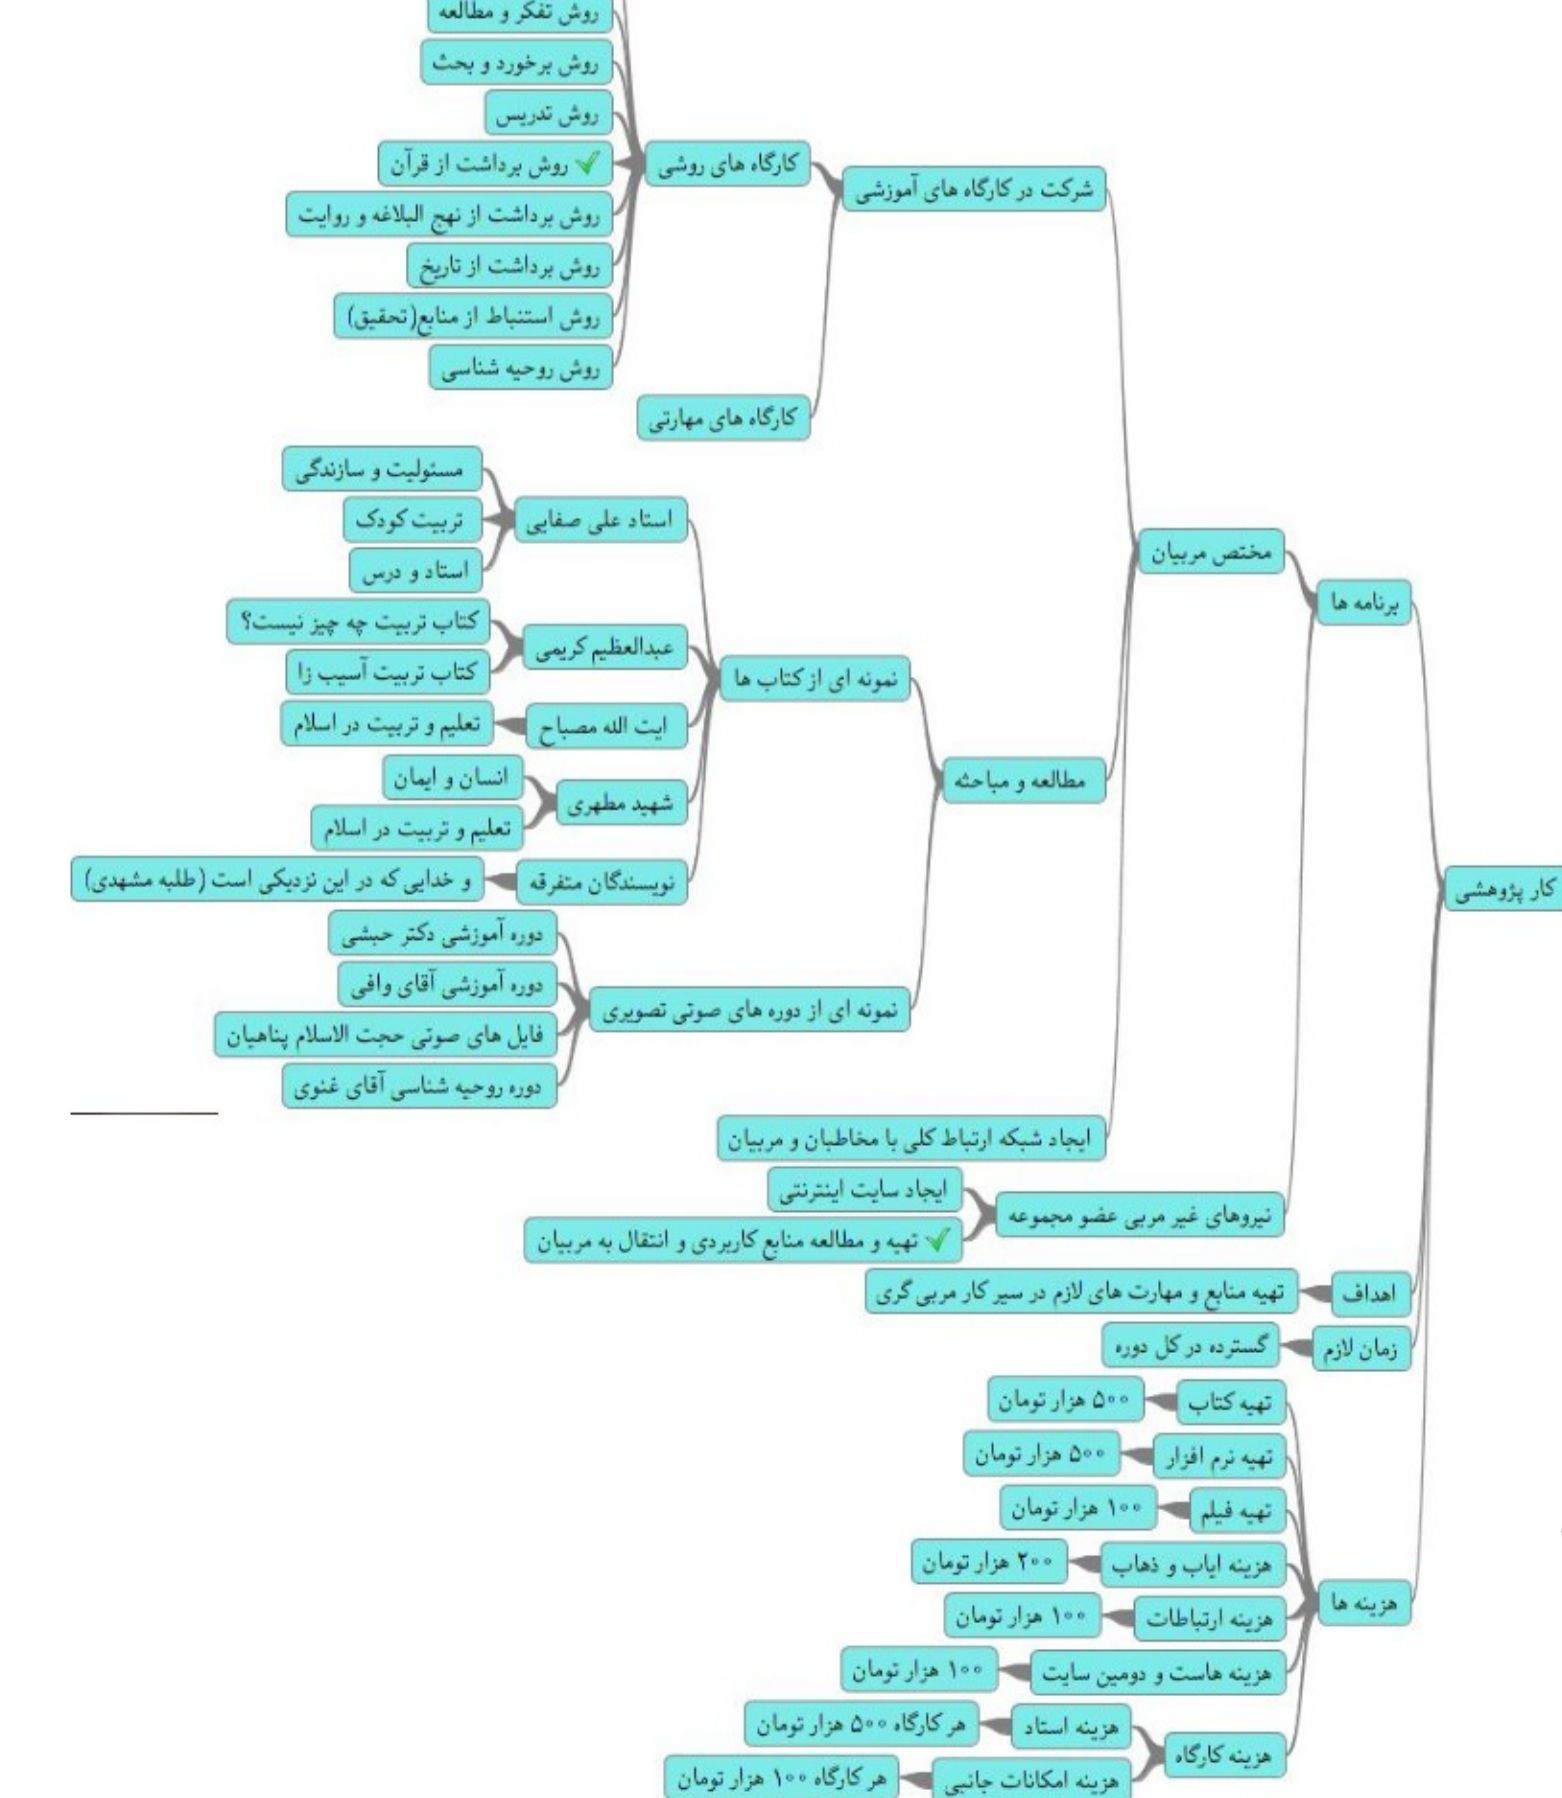 کار پژوهشی
برنامه ها
مختص مربیان
شرکت در کارگاه های آموزشی
کارگاه های روشی
روش تفکر و مطالعه
روش برخورد و بحث
روش تدریس
روش برداشت از قرآن
روش برداشت از نهج البلاغه و روایت
روش برداشت از تاریخ
روش استنباط از منابع(تحقیق)
روش روحیه شناسی
کارگاه های مهارتی
مطالعه و مباحثه
نمونه ای از کتاب ها
استاد علی صفایی
مسئولیت و سازندگی
تربیت کودک
استاد و درس
عبدالعظیم کریمی
کتاب تربیت چه چیز نیست؟
کتاب تربیت آسیب زا
ایت الله مصباح
تعلیم و تربیت در اسلام
شهید مطهری
انسان و ایمان
تعلیم و تربیت در اسلام
نویسندگان متفرقه
و خدایی که در این نزدیکی است (طلبه مشهدی)
نمونه ای از دوره های صوتی تصویری
دوره آموزشی دکتر حبشی
دوره آموزشی آقای وافی
فایل های صوتی حجت الاسلام پناهیان
دوره روحیه شناسی آقای غنوی
ایجاد شبکه ارتباط کلی با مخاطبان و مربیان
نیروهای غیر مربی عضو مجموعه
ایجاد سایت اینترنتی
تهیه و مطالعه منابع کاربردی و انتقال به مربیان
اهداف
تهیه منابع و مهارت های لازم در سیر کار مربی گری
زمان لازم
گسترده در کل دوره
هزینه ها
تهیه کتاب
۵۰۰ هزار تومان
تهیه نرم افزار
۵۰۰ هزار تومان
تهیه فیلم
۱۰۰ هزار تومان
هزینه ایاب و ذهاب
۲۰۰ هزار تومان
هزینه ارتباطات
۱۰۰ هزار تومان
هزینه هاست و دومین سایت
۱۰۰ هزار تومان
هزینه کارگاه
هزینه استاد
هر کارگاه ۵۰۰ هزار تومان
هزینه امکانات جانبی
هر کارگاه ۱۰۰ هزار تومان